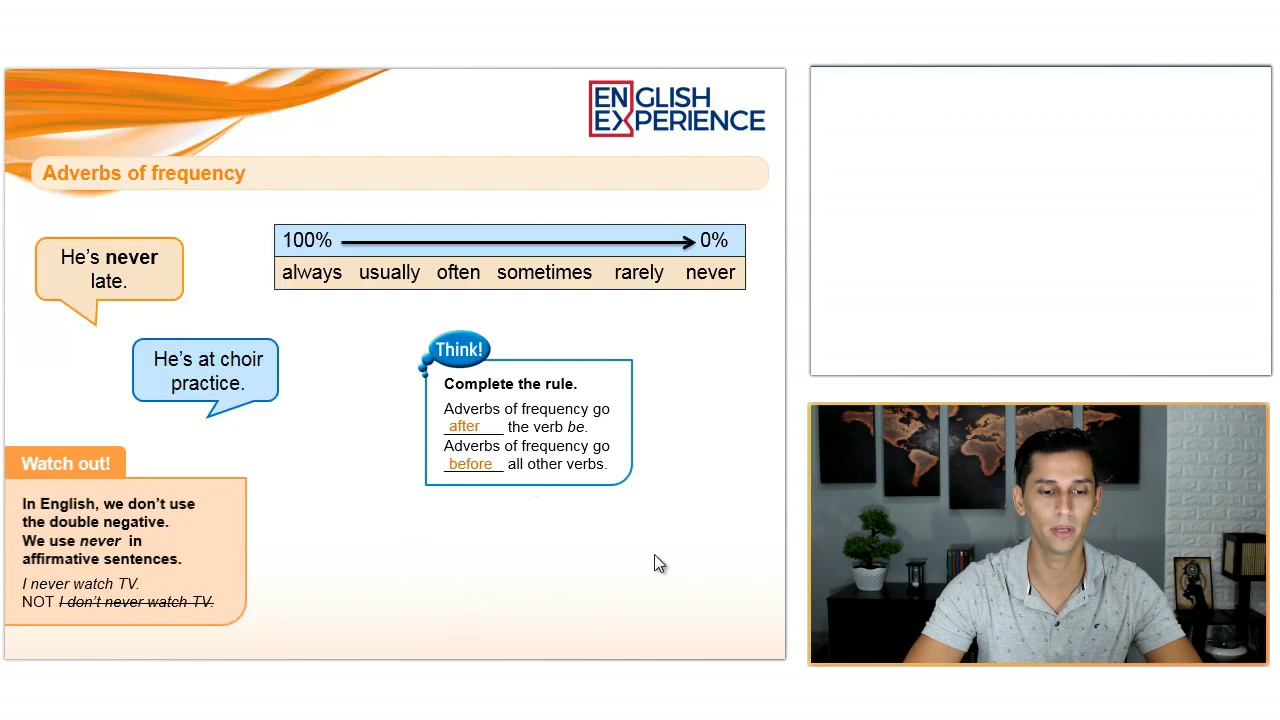 ENGLISH
EXPERIENCE
Adverbs of frequency
100% 0%
always usually often sometimes rarely never
He's never
late.
He's at choir
practice.
Think!
Complete the rule.
Adverbs of frequency go
after the verb be.
Adverbs of frequency go
before all other verbs.
Watch out!
In English, we don't use
the double negative.
We use never in
affirmative sentences.
I never watch TV.
NOT I don't never watch TV.